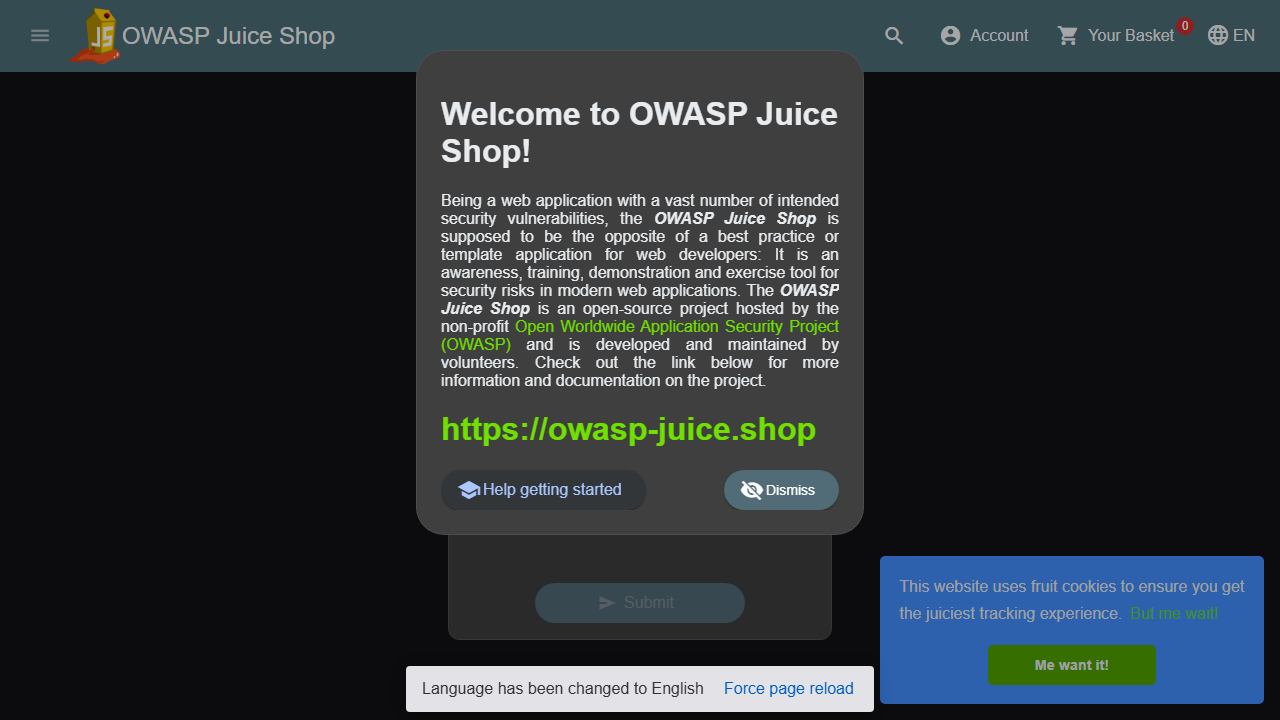 OWASP Juice Shop
Account
Your Basket
0
EN
Welcome to OWASP Juice
Shop!
Being a web application with a vast number of intended
security vulnerabilities, the OWASP Juice Shop is
supposed to be the opposite of a best practice or
template application for web developers: It is an
awareness, training, demonstration and exercise tool for
security risks in modern web applications. The OWASP
Juice Shop is an open-source project hosted by the
non-profit Open Worldwide Application Security Project
(OWASP) and is developed and maintained by
volunteers. Check out the link below for more
information and documentation on the project.
https://owasp-juice.shop
Help getting started
Dismiss
Submit
This website uses fruit cookies to ensure you get
the juiciest tracking experience. But me wait!
Me want it!
Language has been changed to English Force page reload